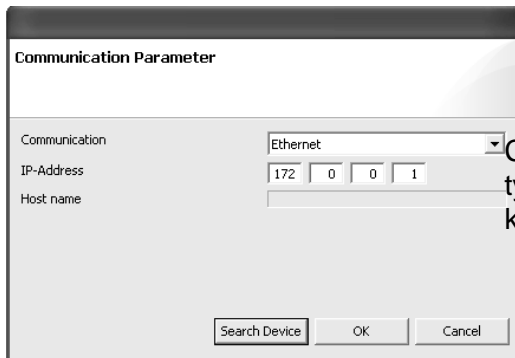 Communication Parameter
Communication
Ethernet
IP-Address
172 0 0 1
Host name
Search Device OK Cancel